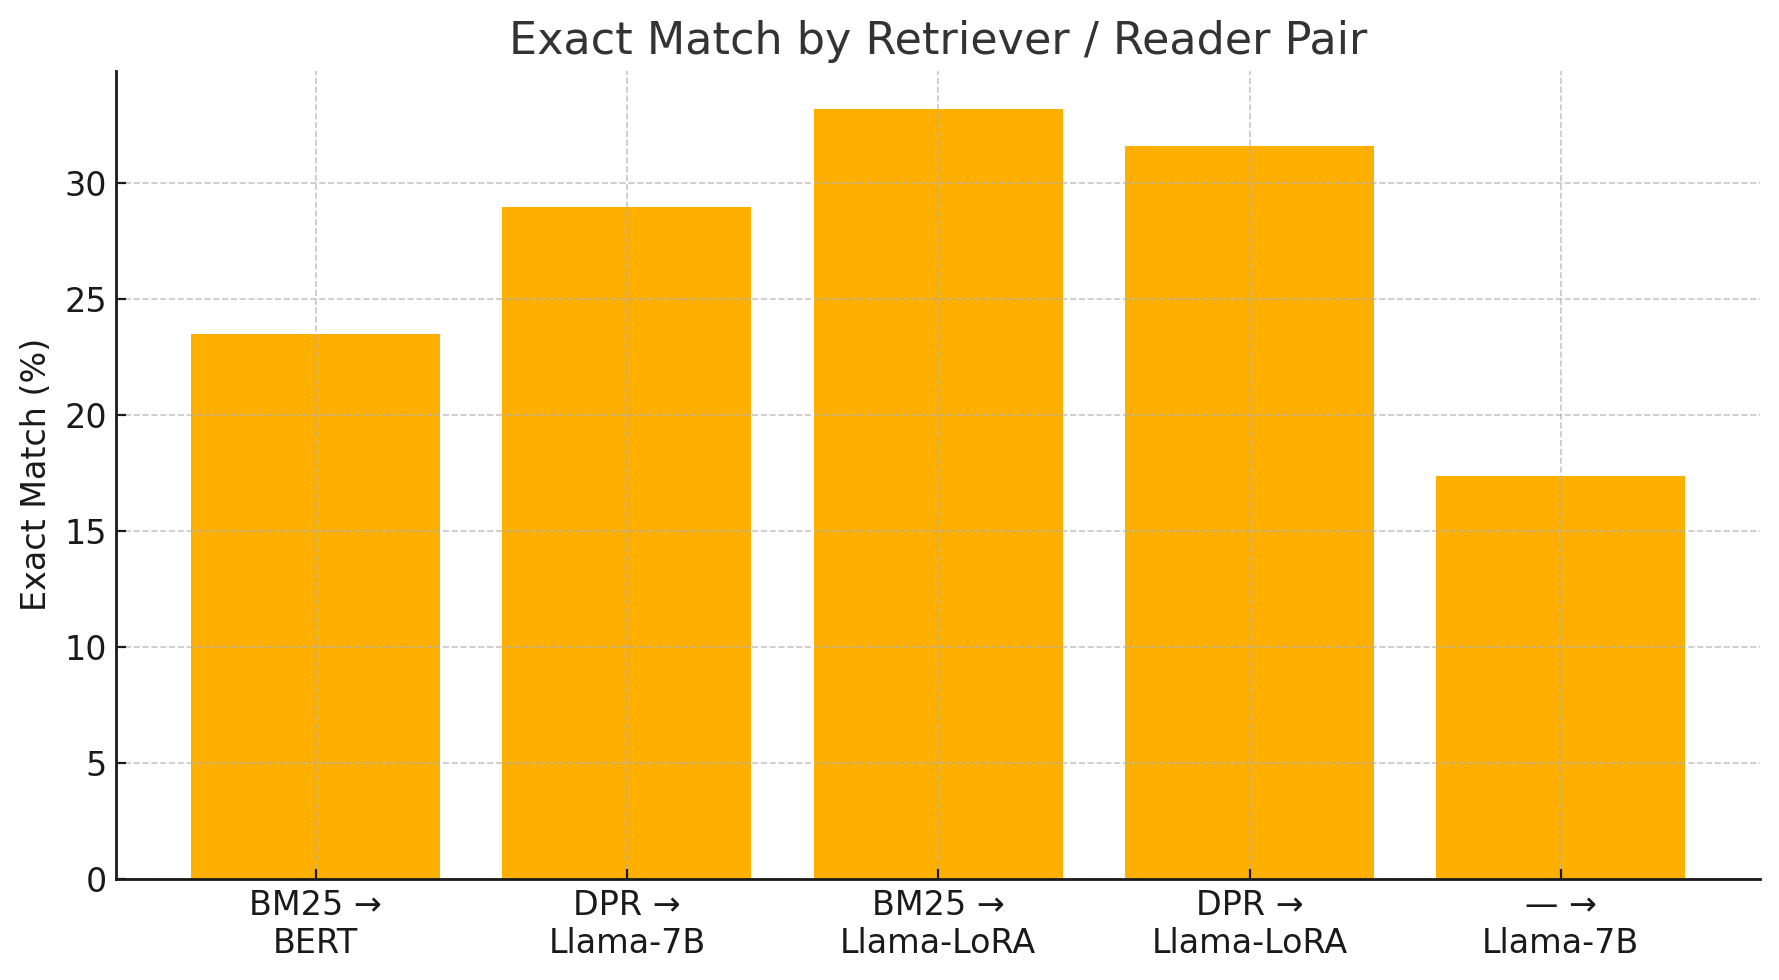 Exact Match by Retriever / Reader Pair
Exact Match (%)
30
25
20
15
10
5
0
BM25 →
BERT
DPR →
Llama-7B
BM25 →
Llama-LoRA
DPR →
Llama-LoRA
— →
Llama-7B